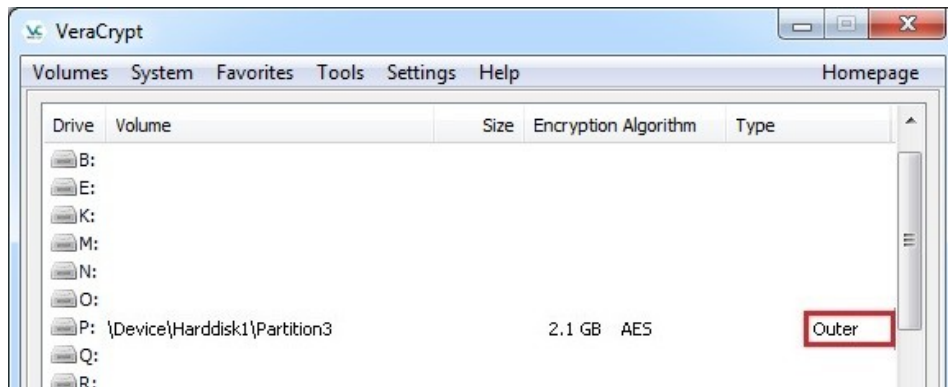 VeraCrypt
Volumes System Favorites Tools Settings Help Homepage
Drive Volume Size Encryption Algorithm Type
B:
E:
K:
M:
N:
O:
P: \Device\Harddisk1\Partition3 2.1 GB AES Outer
Q:
R: